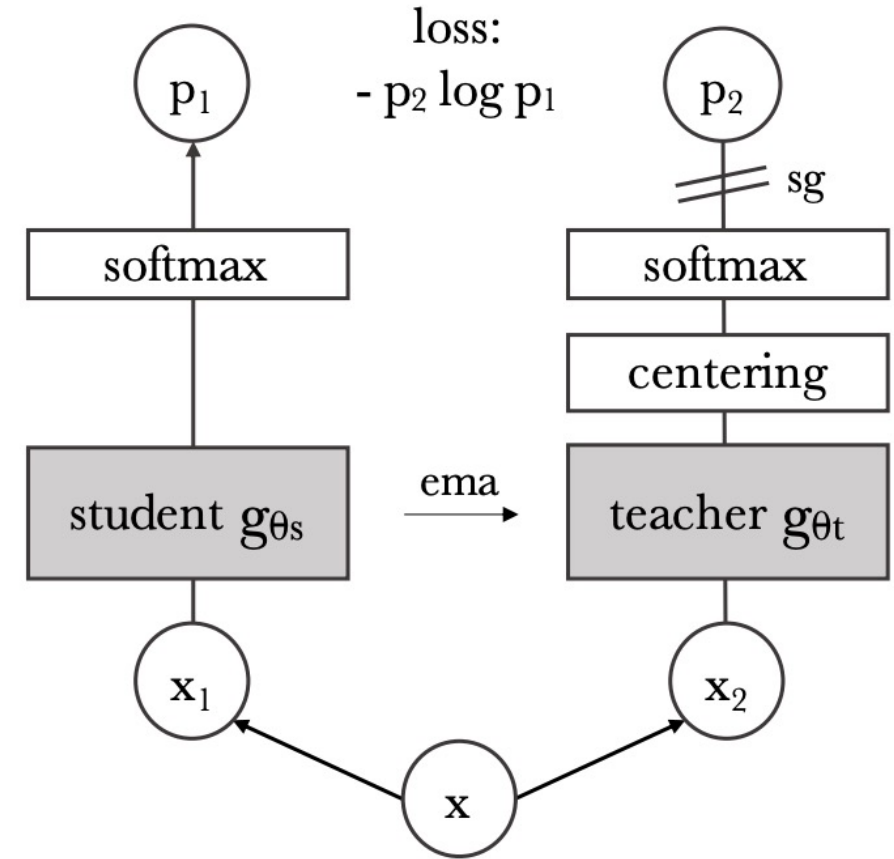 loss:
- p₂ log p₁
p₁
p₂
sg
softmax
softmax
centering
student gθs
ema
teacher gθt
x₁
x₂
x